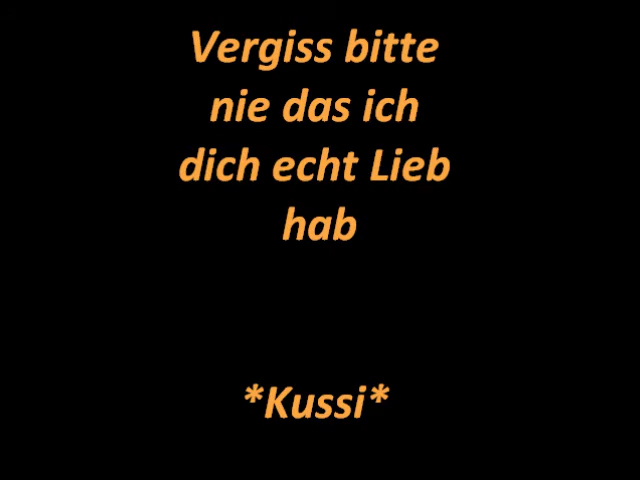 Vergiss bitte
nie das ich
dich echt Lieb
hab
*Kussi*